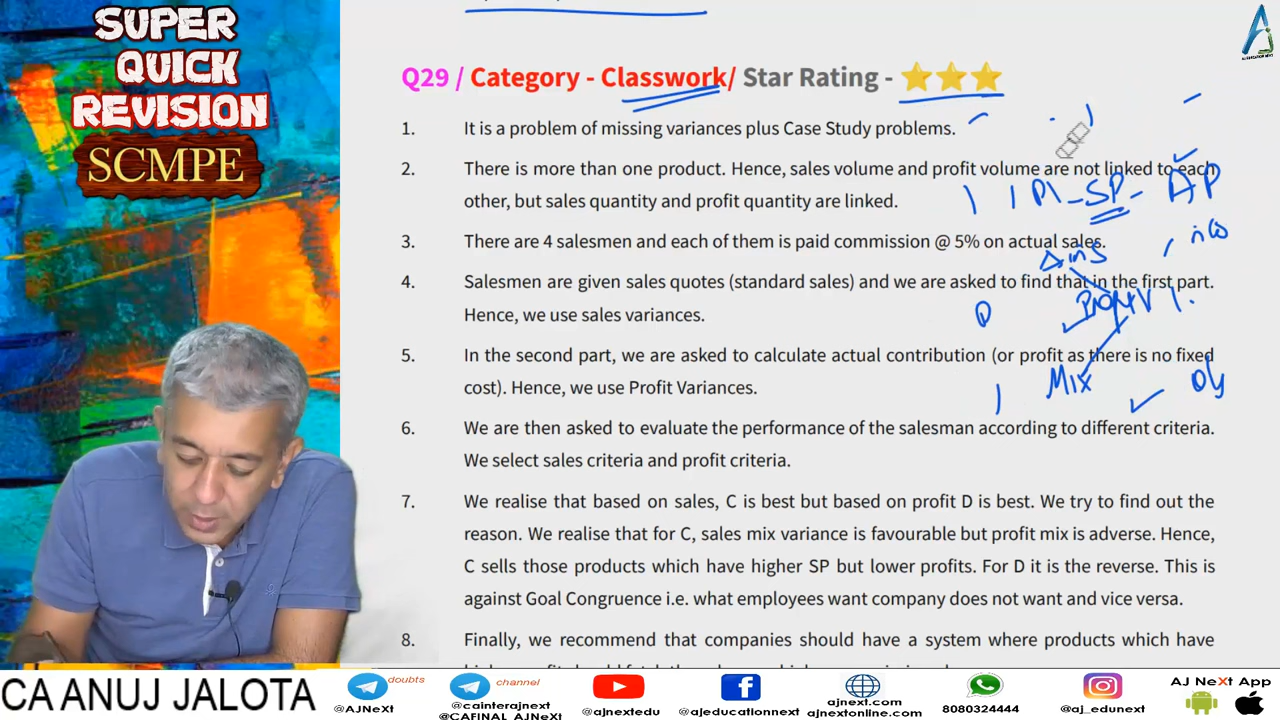 SUPER
QUICK
REVISION
SCMPE
Q29 / Category - Classwork/ Star Rating -
1. It is a problem of missing variances plus Case Study problems.
2. There is more than one product. Hence, sales volume and profit volume are not linked to each
other, but sales quantity and profit quantity are linked.
3. There are 4 salesmen and each of them is paid commission @ 5% on actual sales.
4. Salesmen are given sales quotes (standard sales) and we are asked to find that in the first part.
Hence, we use sales variances.
5. In the second part, we are asked to calculate actual contribution (or profit as there is no fixed
cost). Hence, we use Profit Variances.
6. We are then asked to evaluate the performance of the salesman according to different criteria.
We select sales criteria and profit criteria.
7. We realise that based on sales, C is best but based on profit D is best. We try to find out the
reason. We realise that for C, sales mix variance is favourable but profit mix is adverse. Hence,
C sells those products which have higher SP but lower profits. For D it is the reverse. This is
against Goal Congruence i.e. what employees want company does not want and vice versa.
8. Finally, we recommend that companies should have a system where products which have
SP - AP
Q
Mix
CA ANUJ JALOTA
doubts
@AJNeXt
channel
@cainterajnext
@CAFINAL_AJNeXt
@ajnextedu
@ajeducationnext
ajnext.com
ajnextonline.com
8080324444
@aj_edunext
AJ NeXt App